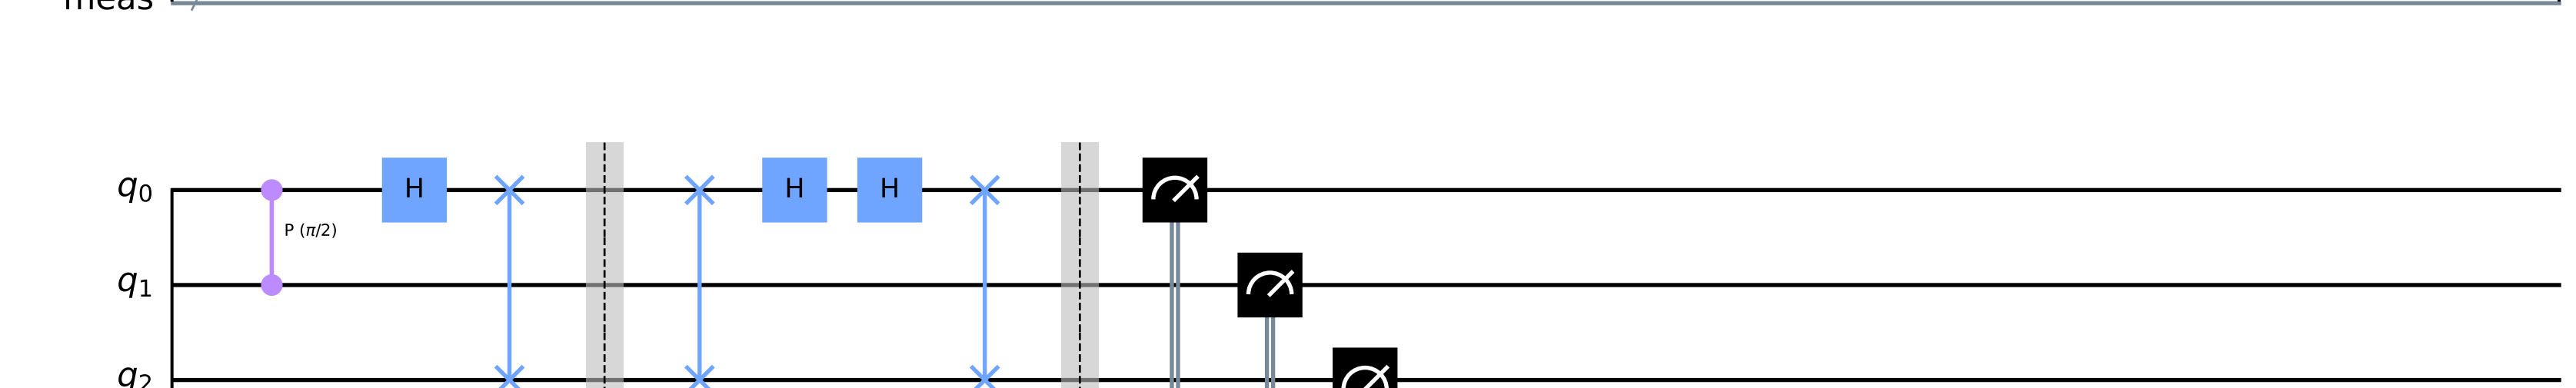 meas
q0 H H H
P (π/2)
q1
q2